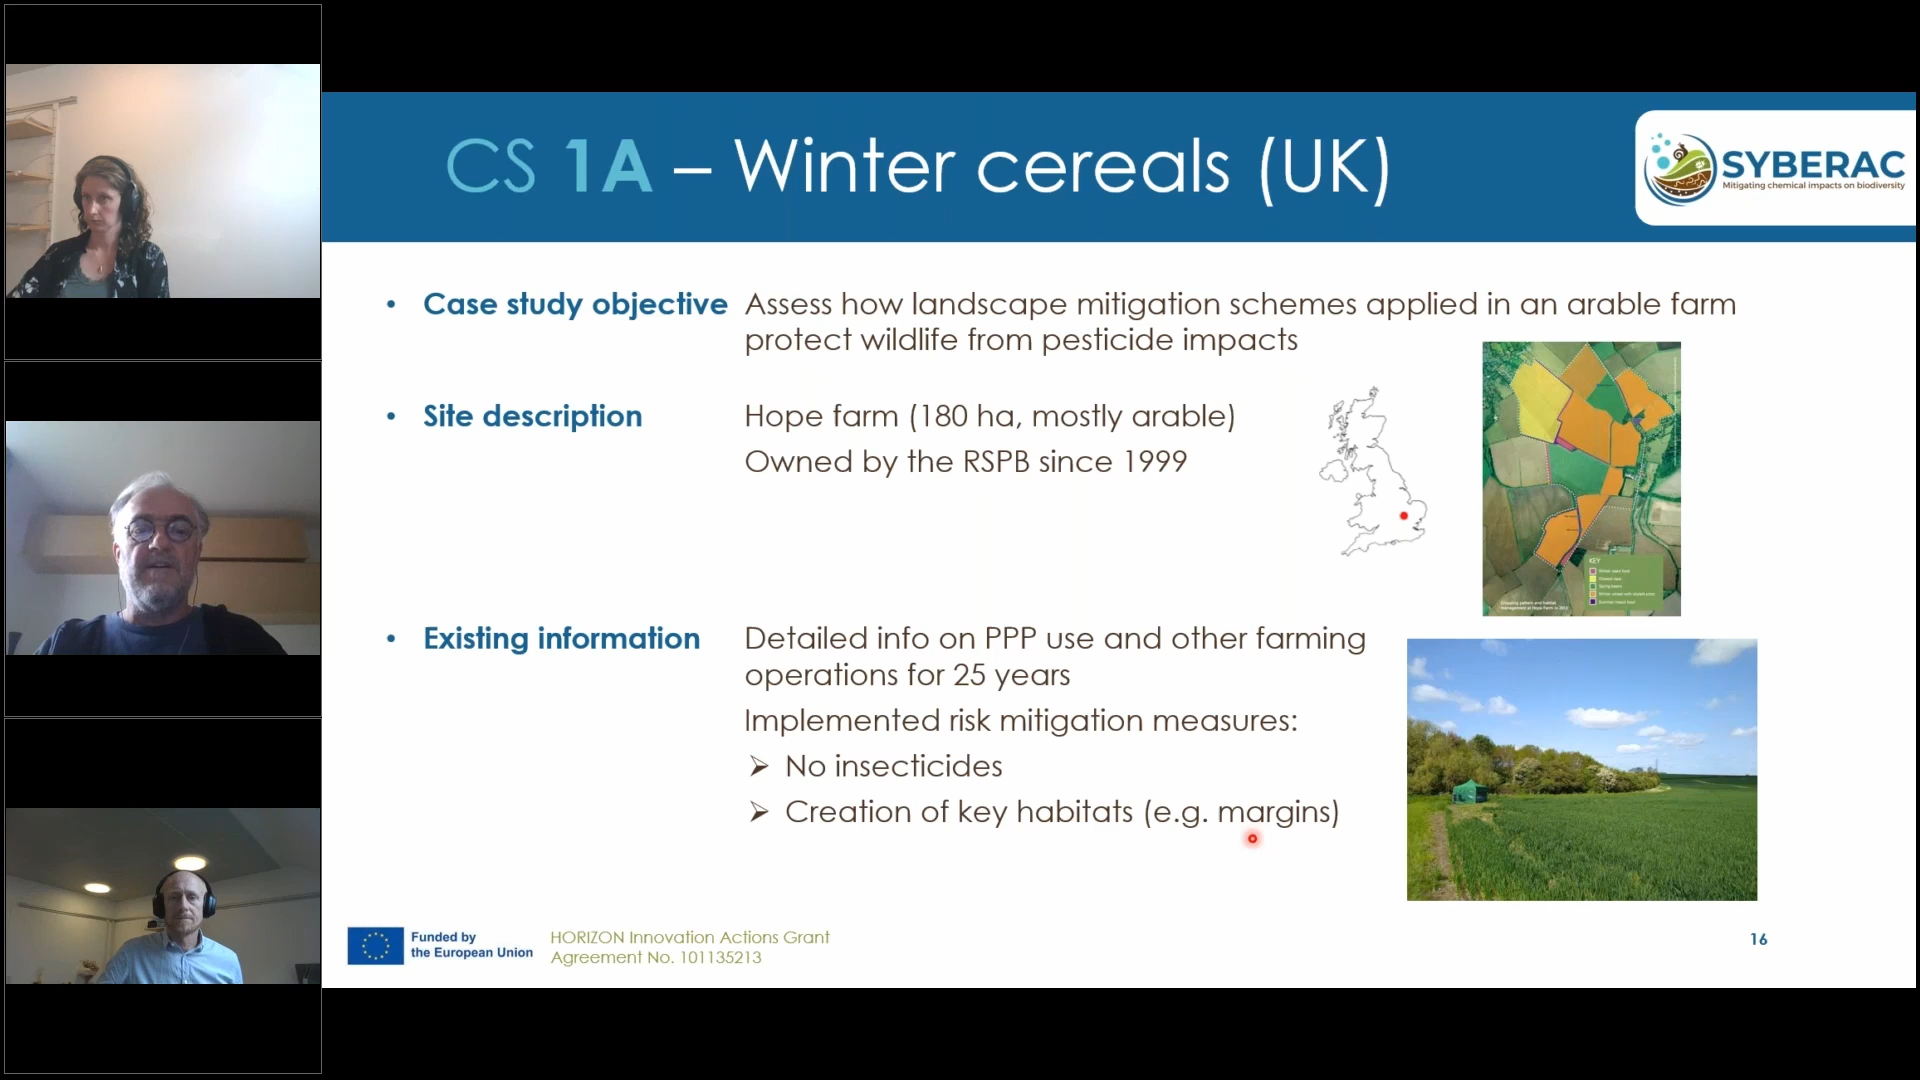 CS 1A – Winter cereals (UK)
SYBERAC
Mitigating chemical impacts on biodiversity
• Case study objective Assess how landscape mitigation schemes applied in an arable farm
protect wildlife from pesticide impacts
• Site description Hope farm (180 ha, mostly arable)
Owned by the RSPB since 1999
KEY
• Existing information Detailed info on PPP use and other farming
operations for 25 years
Implemented risk mitigation measures:
➢ No insecticides
➢ Creation of key habitats (e.g. margins)
Funded by
the European Union
HORIZON Innovation Actions Grant
Agreement No. 101135213
16